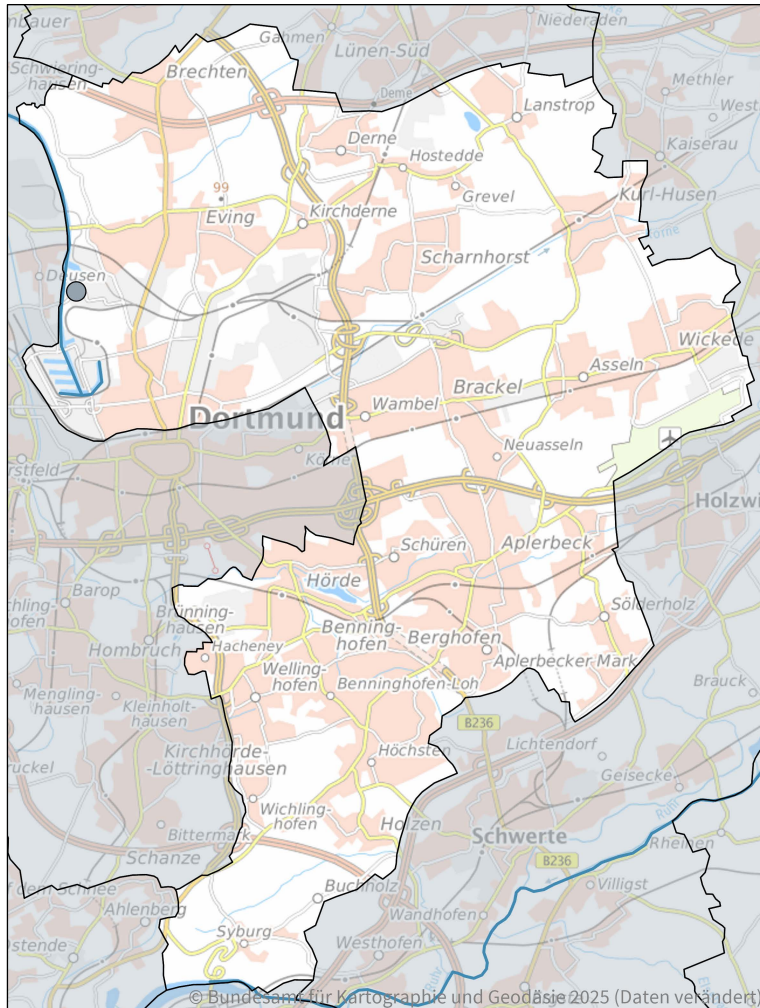 Niederaden
Gahmen
Lünen-Süd
Schwiering-
hausen
Brechten
Methler
Derne
Lanstrop
Derne
Hostedde
Kaiserau
99
Grevel
Kurl-Husen
Eving
Kirchderne
Scharnhorst
Deusen
Wickede
Asseln
Brackel
Wambel
Dortmund
Neuasseln
Körne
Schüren
Aplerbeck
Hörde
Barop
Brünning-
hausen
Sölderholz
Benning-
hofen
Berghofen
Hombruch
Hacheney
Aplerbecker Mark
Welling-
hofen
Benninghofen-Loh
Brauck
Mengling-
hausen
Kleinholt-
hausen
B236
Lichtendorf
Kirchhörde-
-Löttringhausen
Höchsten
Geisecke
Wichling-
hofen
Ruhr
Holzen
Bittermark
Schwerte
Rheinen
Schanze
B236
Villigst
Buchholz
Ahlenberg
Wandhofen
Syburg
Westhofen
© Bundesamt für Kartographie und Geodäsie 2025 (Daten verändert)